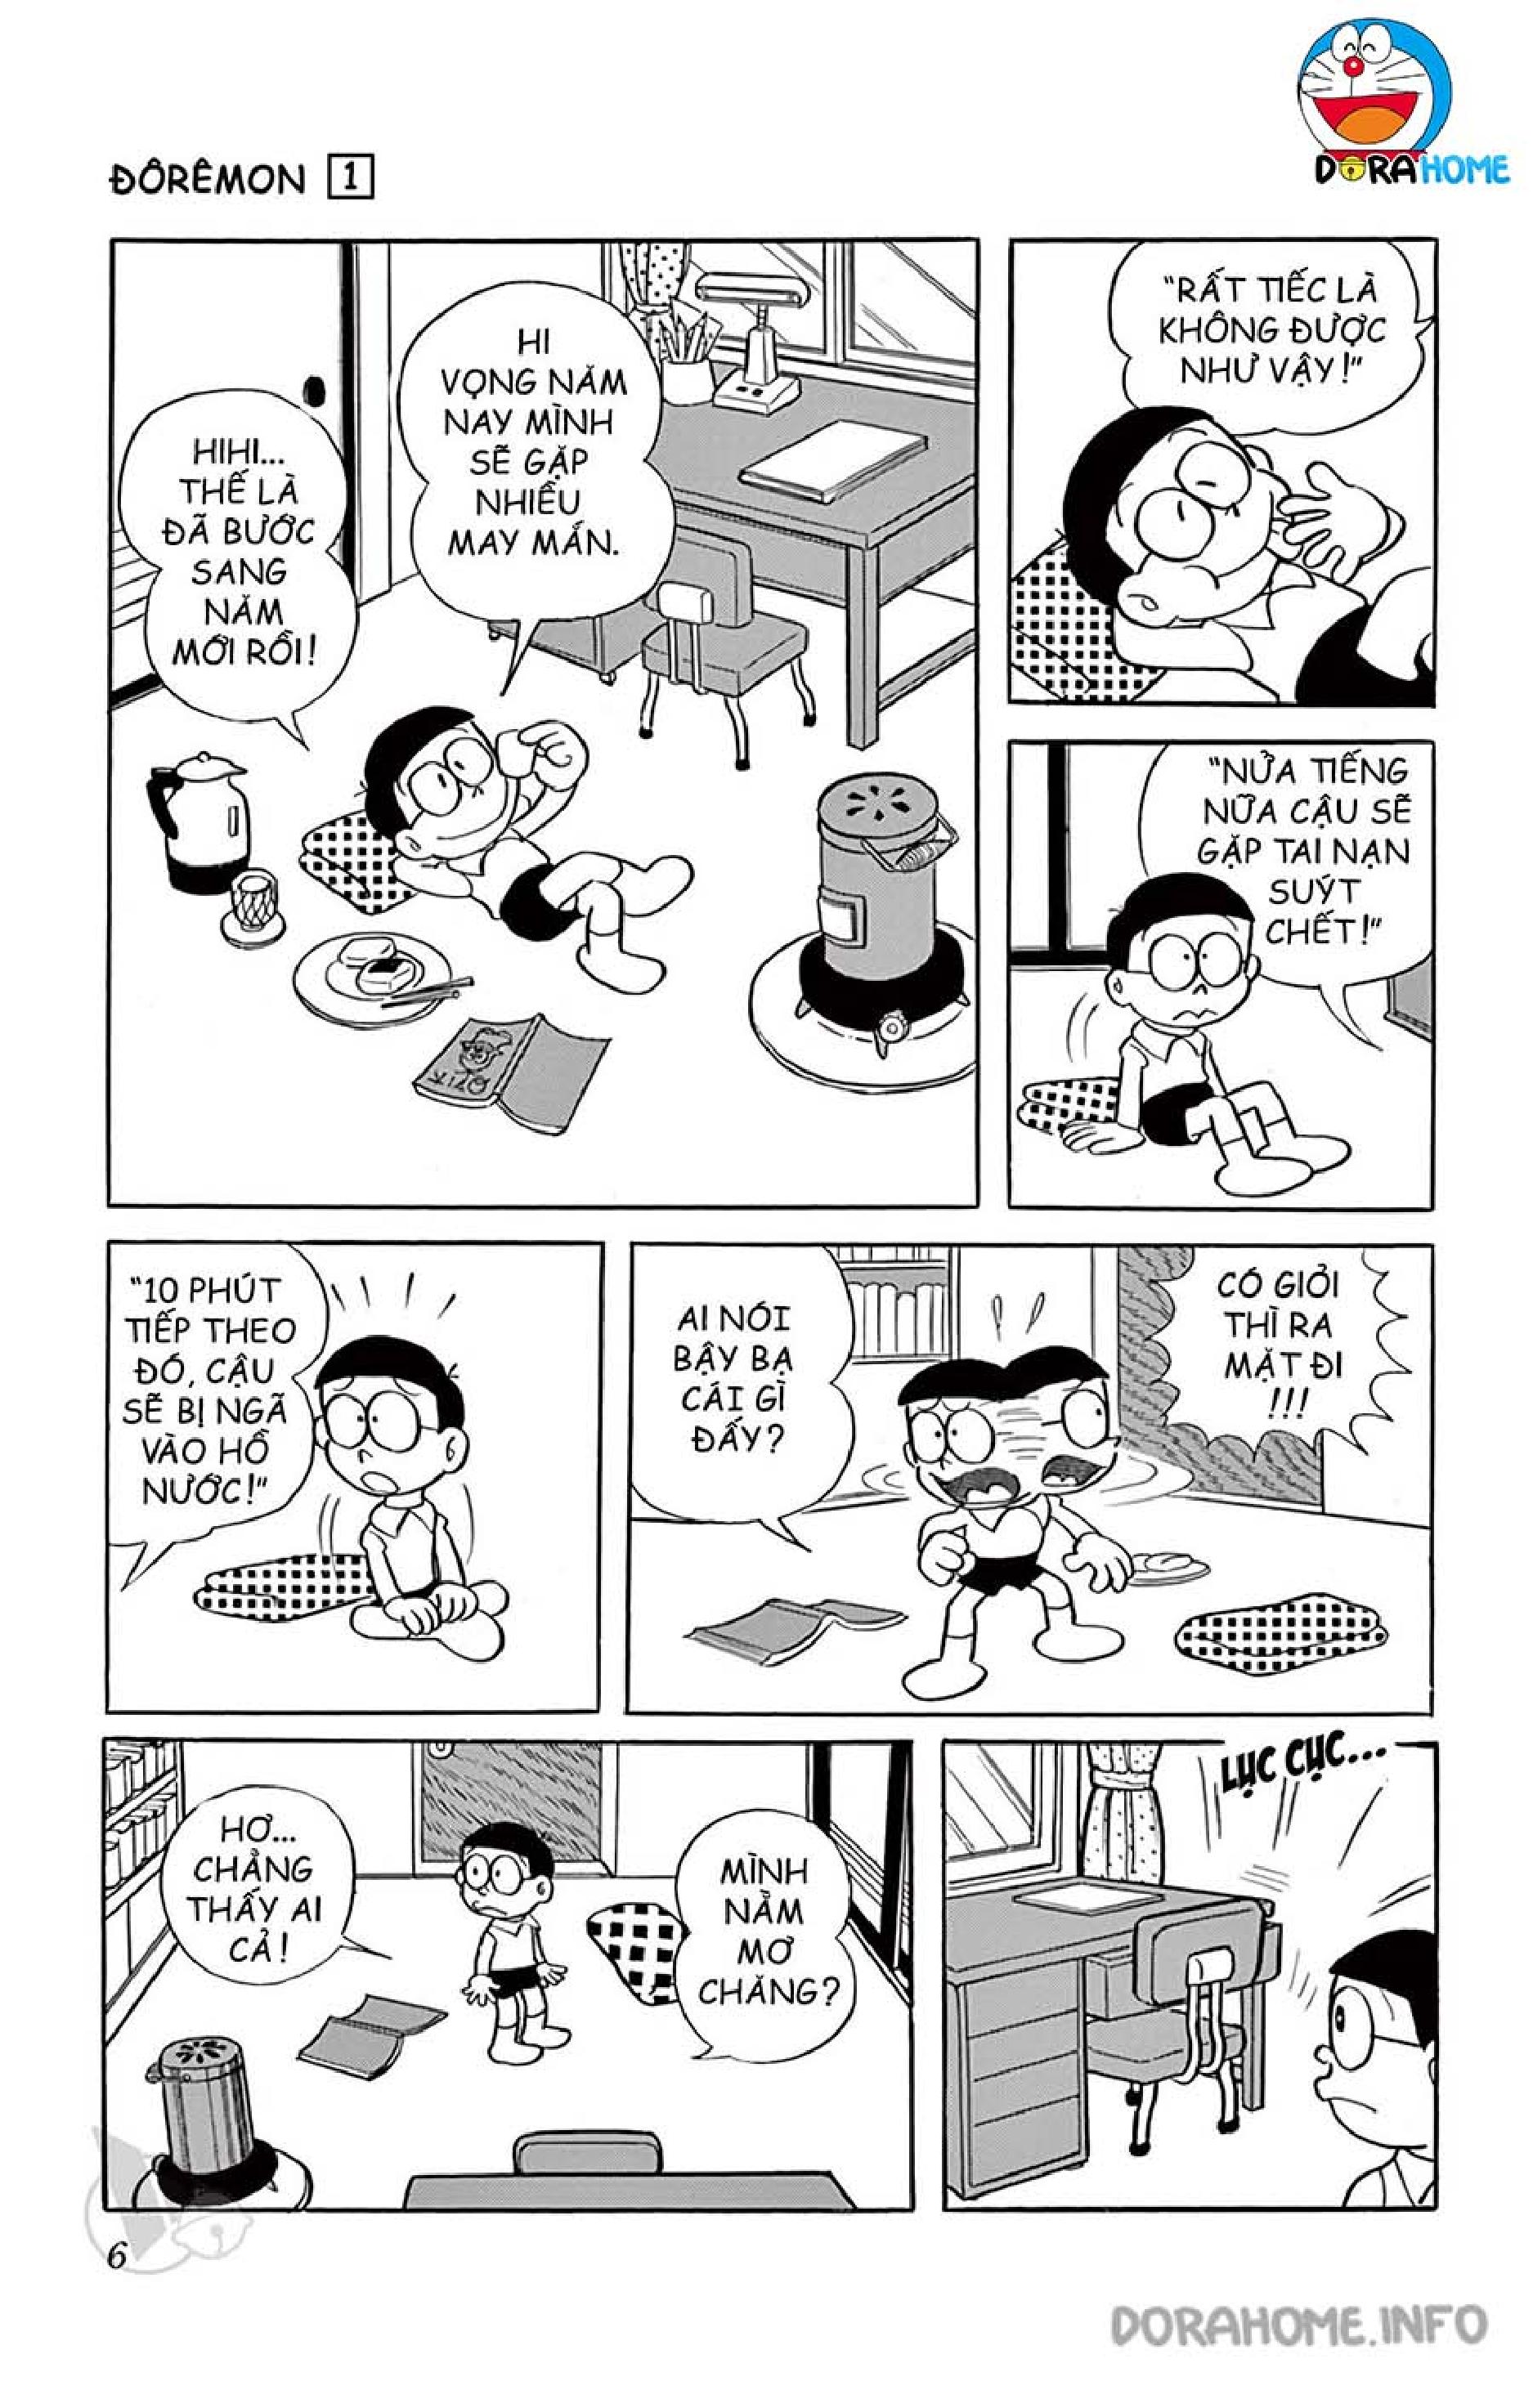 DORAHOME
ĐÔRÊMON 1
HIHI...
THẾ LÀ
ĐÃ BƯỚC
SANG
NĂM
MỚI RỒI!
HI
VỌNG NĂM
NAY MÌNH
SẼ GẶP
NHIỀU
MAY MẮN.
"RẤT TIẾC LÀ
KHÔNG ĐƯỢC
NHƯ VẬY!"
"NỬA TIẾNG
NỮA CẬU SẼ
GẶP TAI NẠN
SUÝT
CHẾT!"
"10 PHÚT
TIẾP THEO
ĐÓ, CẬU
SẼ BỊ NGÃ
VÀO HỒ
NƯỚC!"
AI NÓI
BẬY BẠ
CÁI GÌ
ĐẤY?
CÓ GIỎI
THÌ RA
MẶT ĐI
!!!
HƠ...
CHẲNG
THẤY AI
CẢ!
MÌNH
NẰM
MƠ
CHĂNG?
LỤC CỤC...
6
DORAHOME.INFO